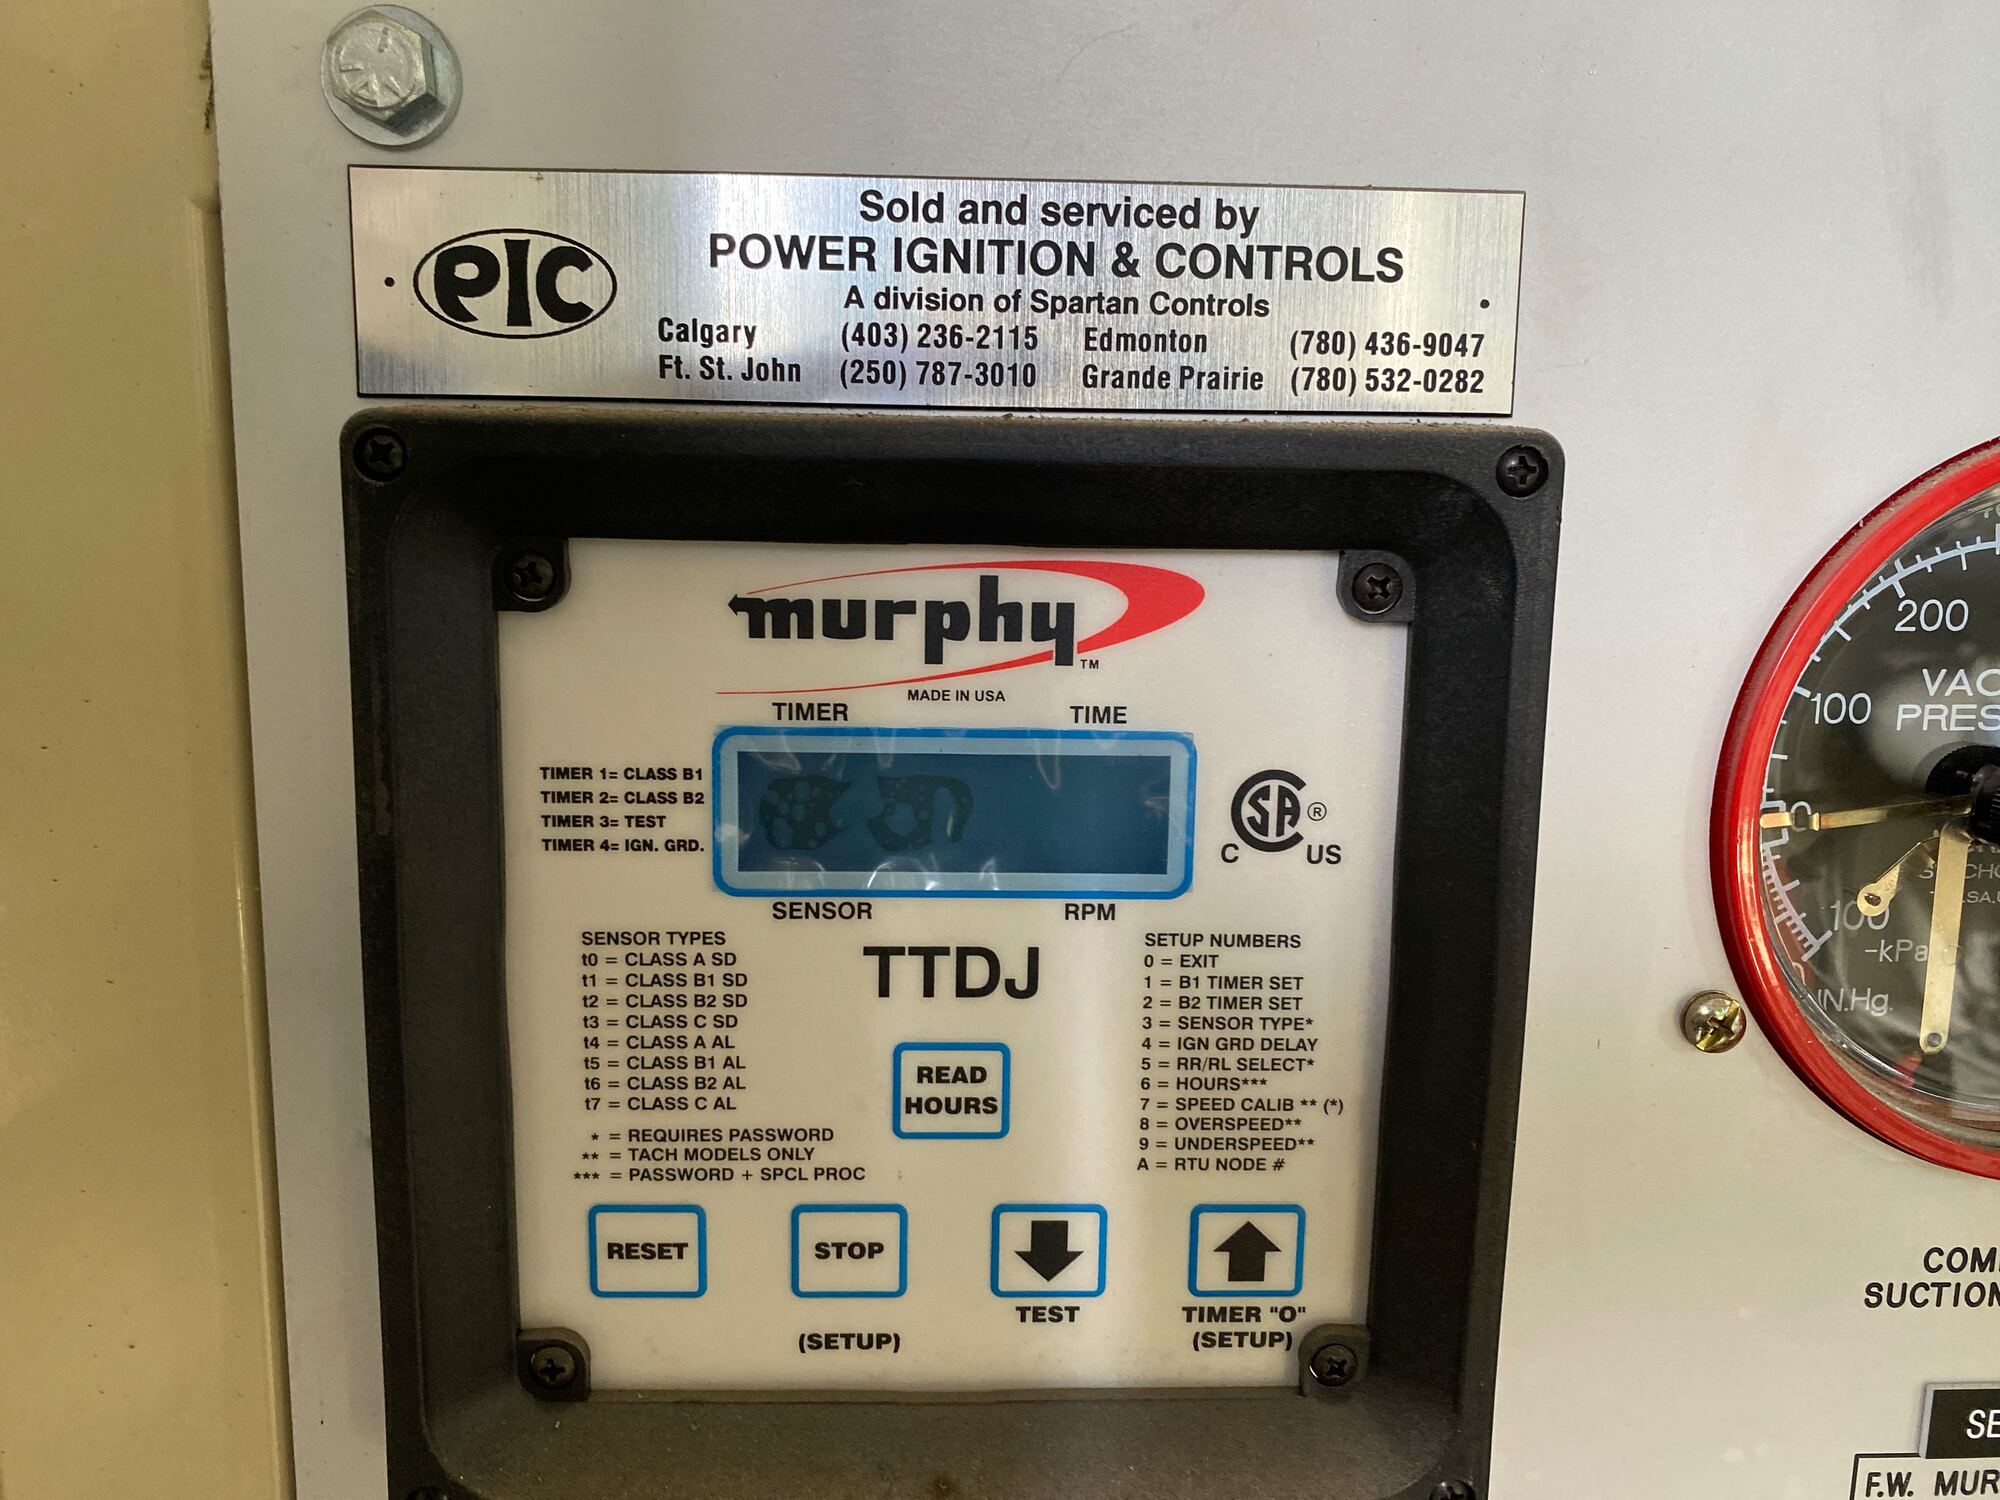 Sold and serviced by
PIC
POWER IGNITION & CONTROLS
A division of Spartan Controls
Calgary (403) 236-2115 Edmonton (780) 436-9047
Ft. St. John (250) 787-3010 Grande Prairie (780) 532-0282
murphy TM
MADE IN USA
TIMER TIME
TIMER 1= CLASS B1
TIMER 2= CLASS B2
TIMER 3= TEST
TIMER 4= IGN. GRD.
CSA ®
C US
SENSOR RPM
TTDJ
SENSOR TYPES
t0 = CLASS A SD
t1 = CLASS B1 SD
t2 = CLASS B2 SD
t3 = CLASS C SD
t4 = CLASS A AL
t5 = CLASS B1 AL
t6 = CLASS B2 AL
t7 = CLASS C AL
* = REQUIRES PASSWORD
** = TACH MODELS ONLY
*** = PASSWORD + SPCL PROC
READ
HOURS
SETUP NUMBERS
0 = EXIT
1 = B1 TIMER SET
2 = B2 TIMER SET
3 = SENSOR TYPE*
4 = IGN GRD DELAY
5 = RR/RL SELECT*
6 = HOURS***
7 = SPEED CALIB ** (*)
8 = OVERSPEED**
9 = UNDERSPEED**
A = RTU NODE #
RESET
STOP
(SETUP)
TEST
TIMER "O"
(SETUP)
200
100
0
100
-kPa
IN.Hg.
F.W.